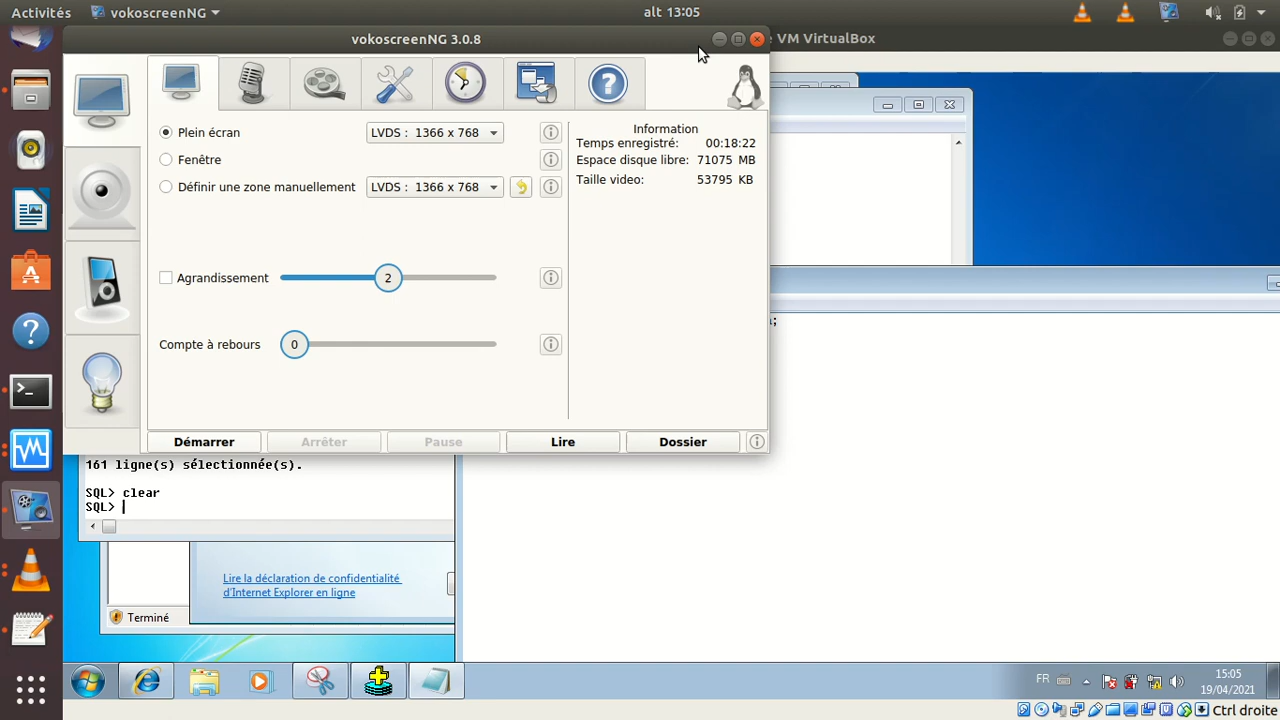 Activités
vokoscreenNG
alt 13:05
vokoscreenNG 3.0.8
VM VirtualBox
Plein écran
LVDS : 1366 x 768
Fenêtre
Définir une zone manuellement
LVDS : 1366 x 768
Agrandissement
2
Compte à rebours
0
Information
Temps enregistré: 00:18:22
Espace disque libre: 71075 MB
Taille video: 53795 KB
Démarrer
Arrêter
Pause
Lire
Dossier
161 ligne(s) sélectionnée(s).
SQL> clear
SQL>
Lire la déclaration de confidentialité
d'Internet Explorer en ligne
Terminé
FR
15:05
19/04/2021
Ctrl droite